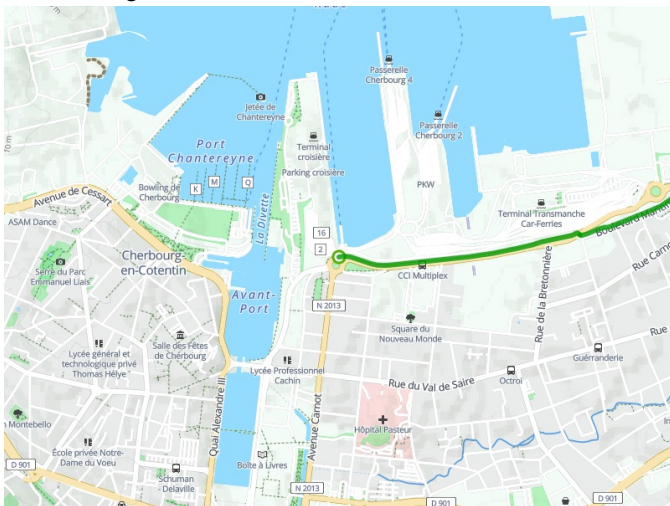 Passerelle
Cherbourg 4
Jetée de
Chantereyne
Passerelle
Cherbourg 2
10 m
Port
Chantereyne
Terminal
croisière
Parking croisière
K
M
Q
Bowling de
Cherbourg
PKW
Avenue de Cessart
La Divette
Terminal Transmanche
Car-Ferries
ASAM Dance
16
2
Cherbourg-
en-Cotentin
Serre du Parc
Emmanuel Liais
CCI Multiplex
Rue de la Bretonnière
Avant-
Port
N 2013
Square du
Nouveau Monde
Salle des Fêtes
de Cherbourg
Lycée général et
technologique privé
Thomas Hélye
Lycée Professionnel
Cachin
Guérranderie
Rue du Val de Saire
Octroi
Quai Alexandre III
Avenue Carnot
Hôpital Pasteur
Montebello
École privée Notre-
Dame du Voeu
Boîte à Livres
D 901
Schuman
Delaville
N 2013
D 901
D 901